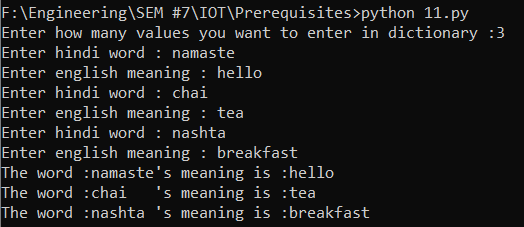 F:\Engineering\SEM #7\IOT\Prerequisites>python 11.py
Enter how many values you want to enter in dictionary :3
Enter hindi word : namaste
Enter english meaning : hello
Enter hindi word : chai
Enter english meaning : tea
Enter hindi word : nashta
Enter english meaning : breakfast
The word :namaste's meaning is :hello
The word :chai   's meaning is :tea
The word :nashta 's meaning is :breakfast